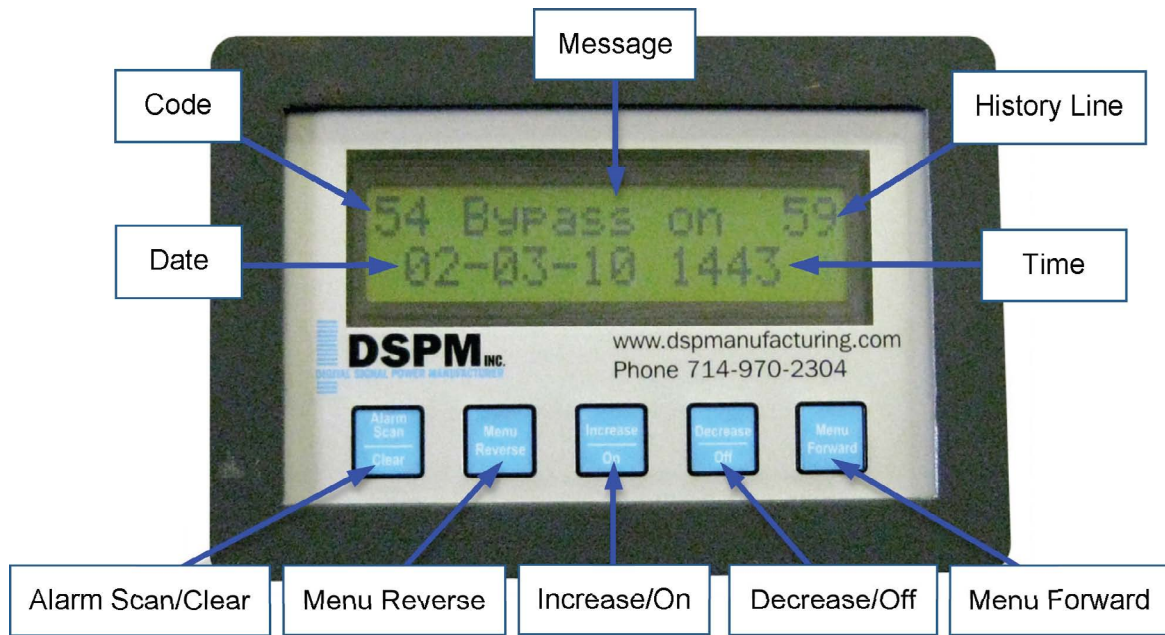 Message
Code
History Line
54 Bypass on 59
Date
02-03-10 1443
Time
DSPM INC.
DIGITAL SIGNAL POWER MANUFACTURER
www.dspmanufacturing.com
Phone 714-970-2304
Alarm
Scan
Clear
Menu
Reverse
Increase
On
Decrease
Off
Menu
Forward
Alarm Scan/Clear
Menu Reverse
Increase/On
Decrease/Off
Menu Forward